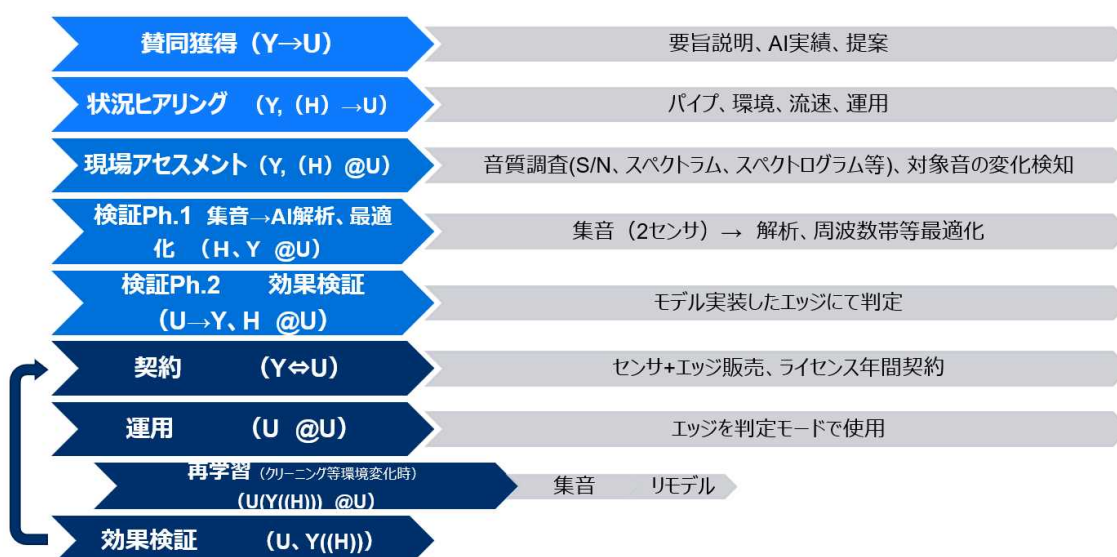 賛同獲得（Y→U）
要旨説明、AI実績、提案
状況ヒアリング　（Y,（H）→U）
パイプ、環境、流速、運用
現場アセスメント（Y,（H）@U）
音質調査(S/N、スペクトラム、スペクトログラム等)、対象音の変化検知
検証Ph.1 集音→AI解析、最適
化　（H、Y　@U）
集音（2センサ）→ 解析、周波数帯等最適化
検証Ph.2　　効果検証
（U→Y、H　@U）
モデル実装したエッジにて判定
契約　　　（Y⇔U）
センサ+エッジ販売、ライセンス年間契約
運用　　　（U　@U）
エッジを判定モードで使用
再学習（クリーニング等環境変化時）
（U(Y((H)))　@U）
集音
リモデル
効果検証　　　（U、Y((H))）